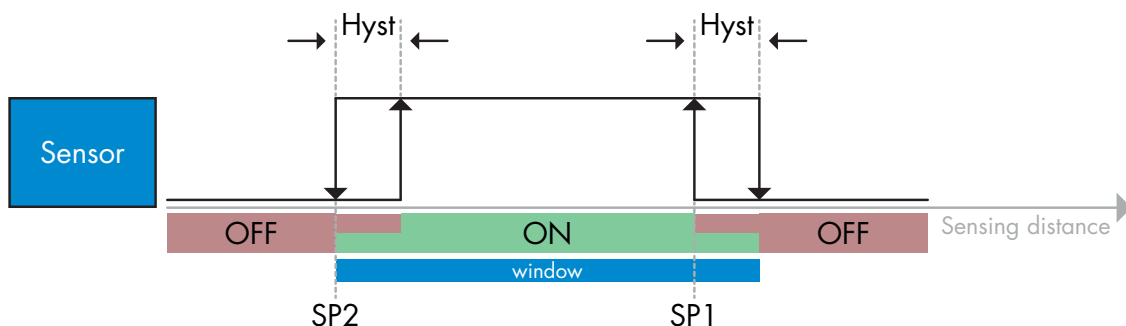 Hyst
Hyst
Sensor
OFF
ON
OFF
Sensing distance
window
SP2
SP1